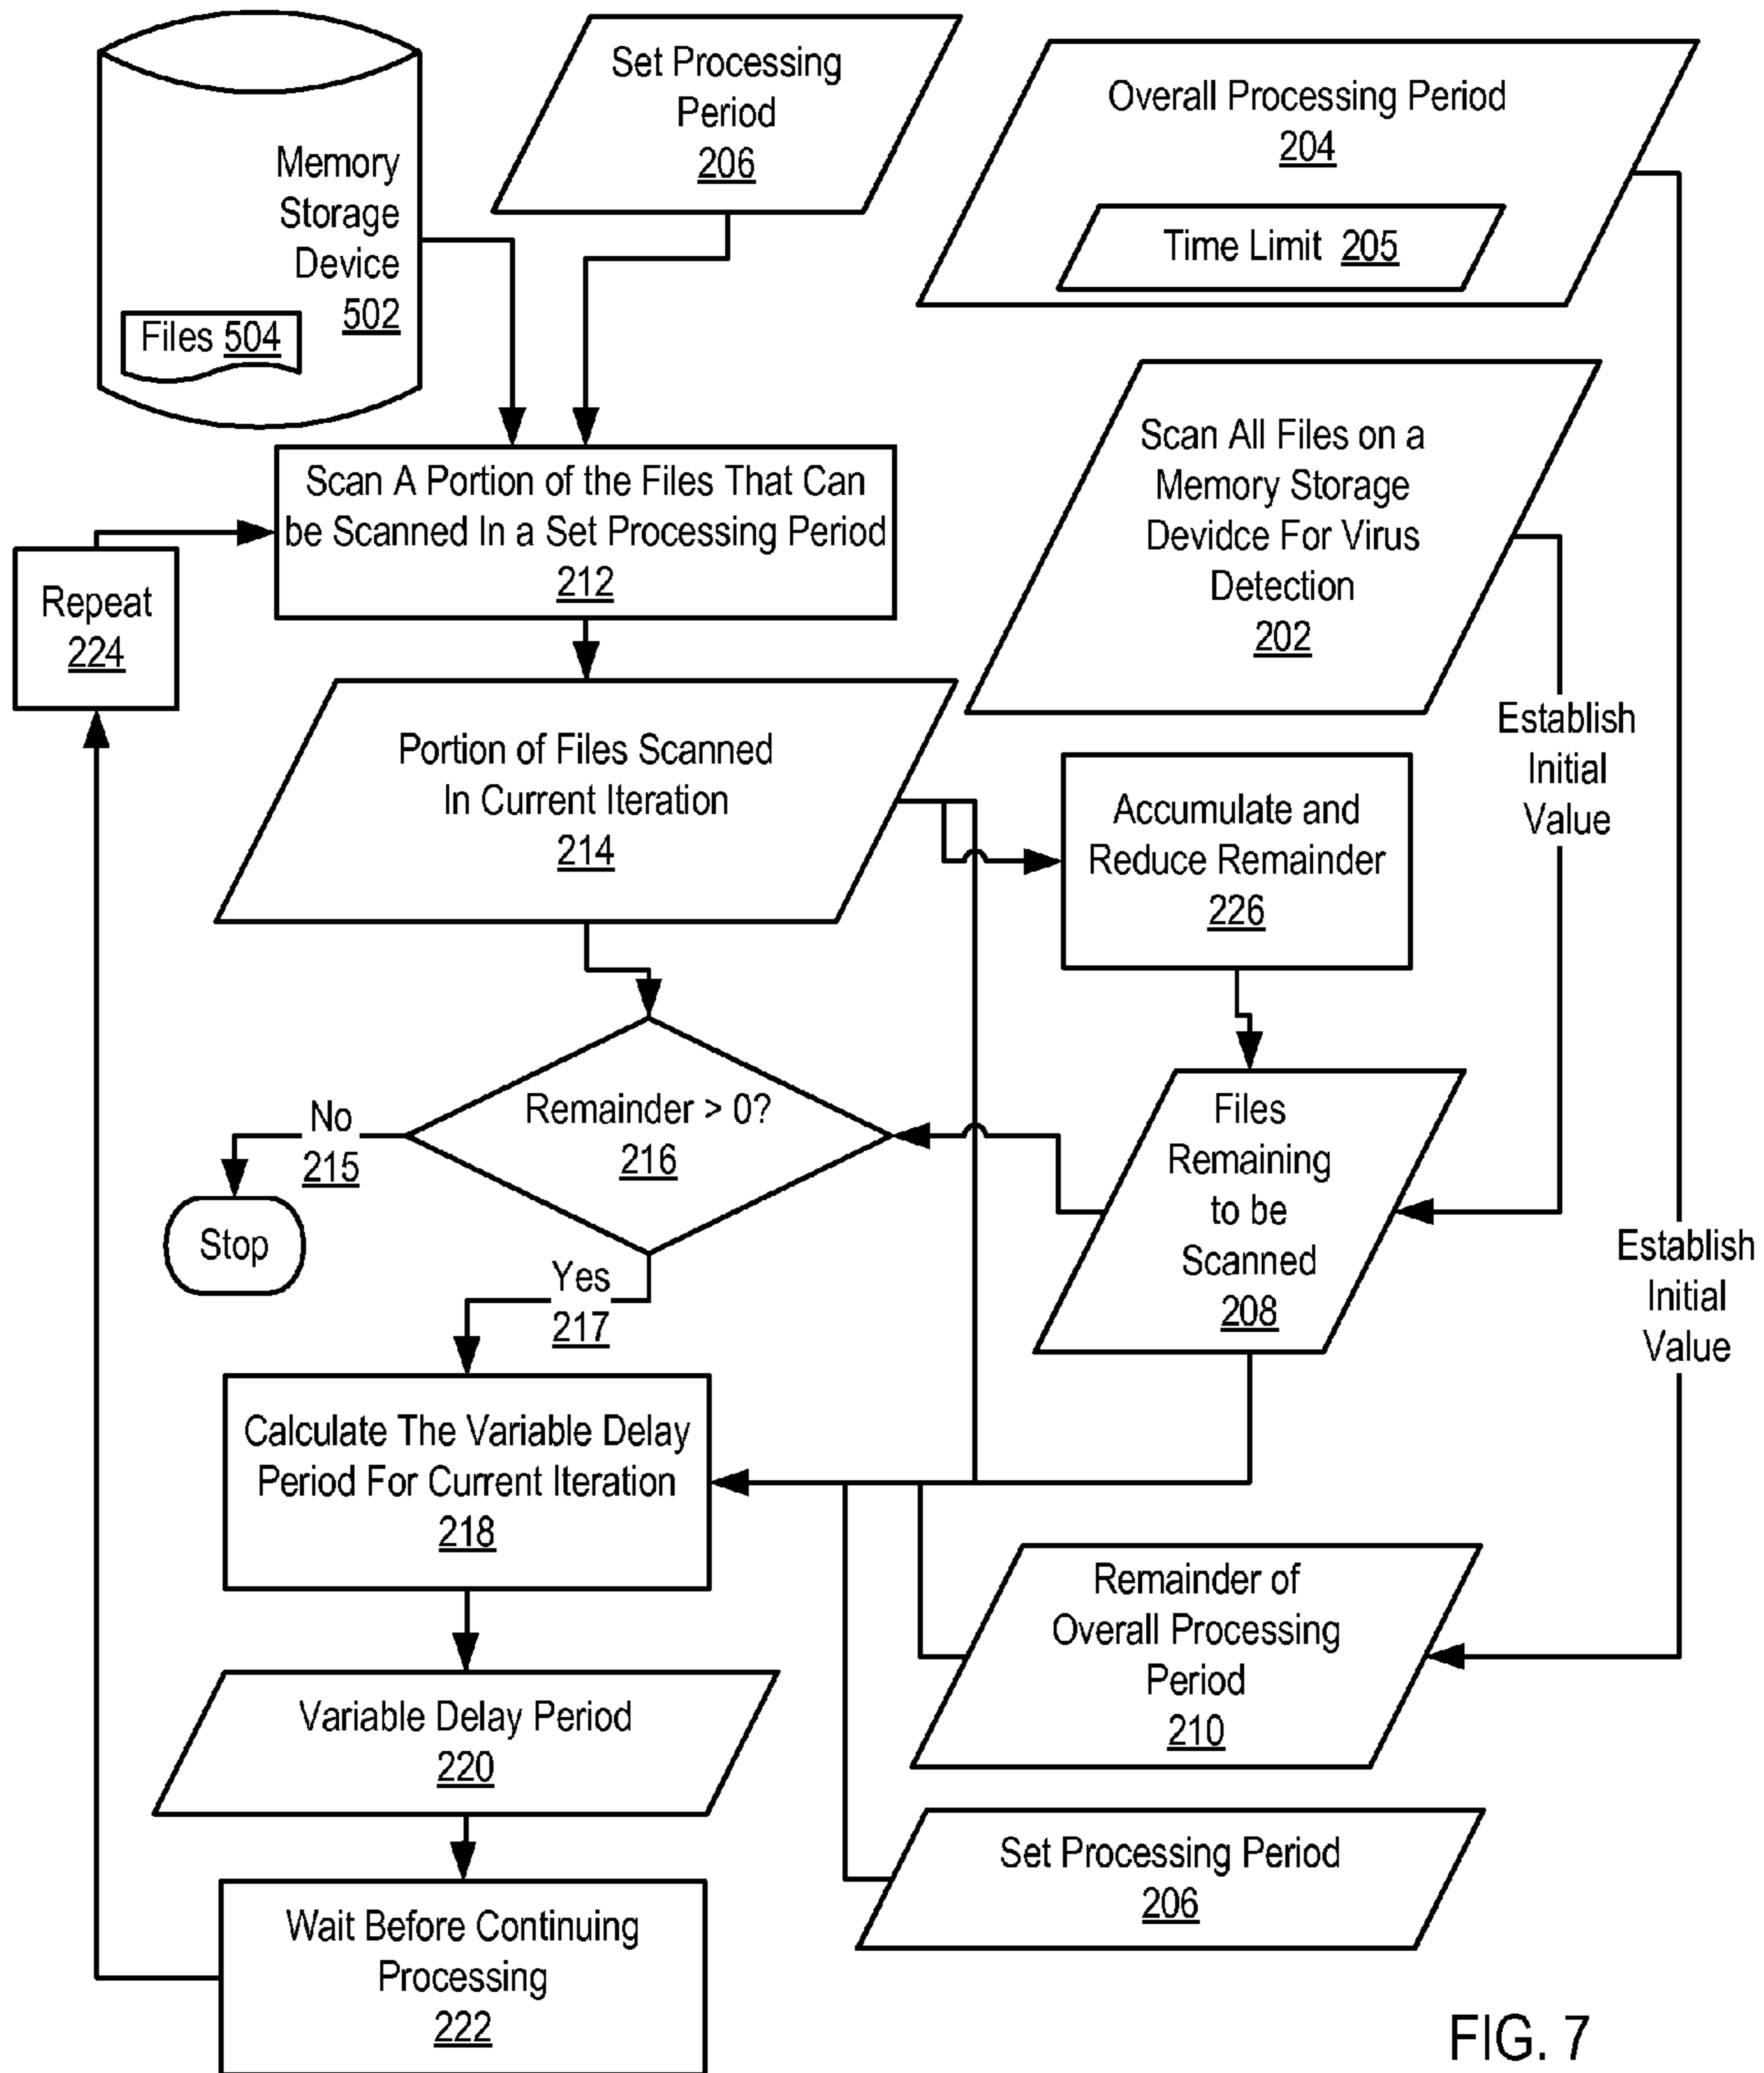 Set Processing
Period
206
Overall Processing Period
204
Time Limit 205
Memory
Storage
Device
502
Files 504
Scan All Files on a
Memory Storage
Devidce For Virus
Detection
202
Scan A Portion of the Files That Can
be Scanned In a Set Processing Period
212
Repeat
224
Establish
Initial
Value
Portion of Files Scanned
In Current Iteration
214
Accumulate and
Reduce Remainder
226
Remainder > 0?
216
No
215
Stop
Files
Remaining
to be
Scanned
208
Establish
Initial
Value
Yes
217
Calculate The Variable Delay
Period For Current Iteration
218
Remainder of
Overall Processing
Period
210
Variable Delay Period
220
Set Processing Period
206
Wait Before Continuing
Processing
222
FIG. 7